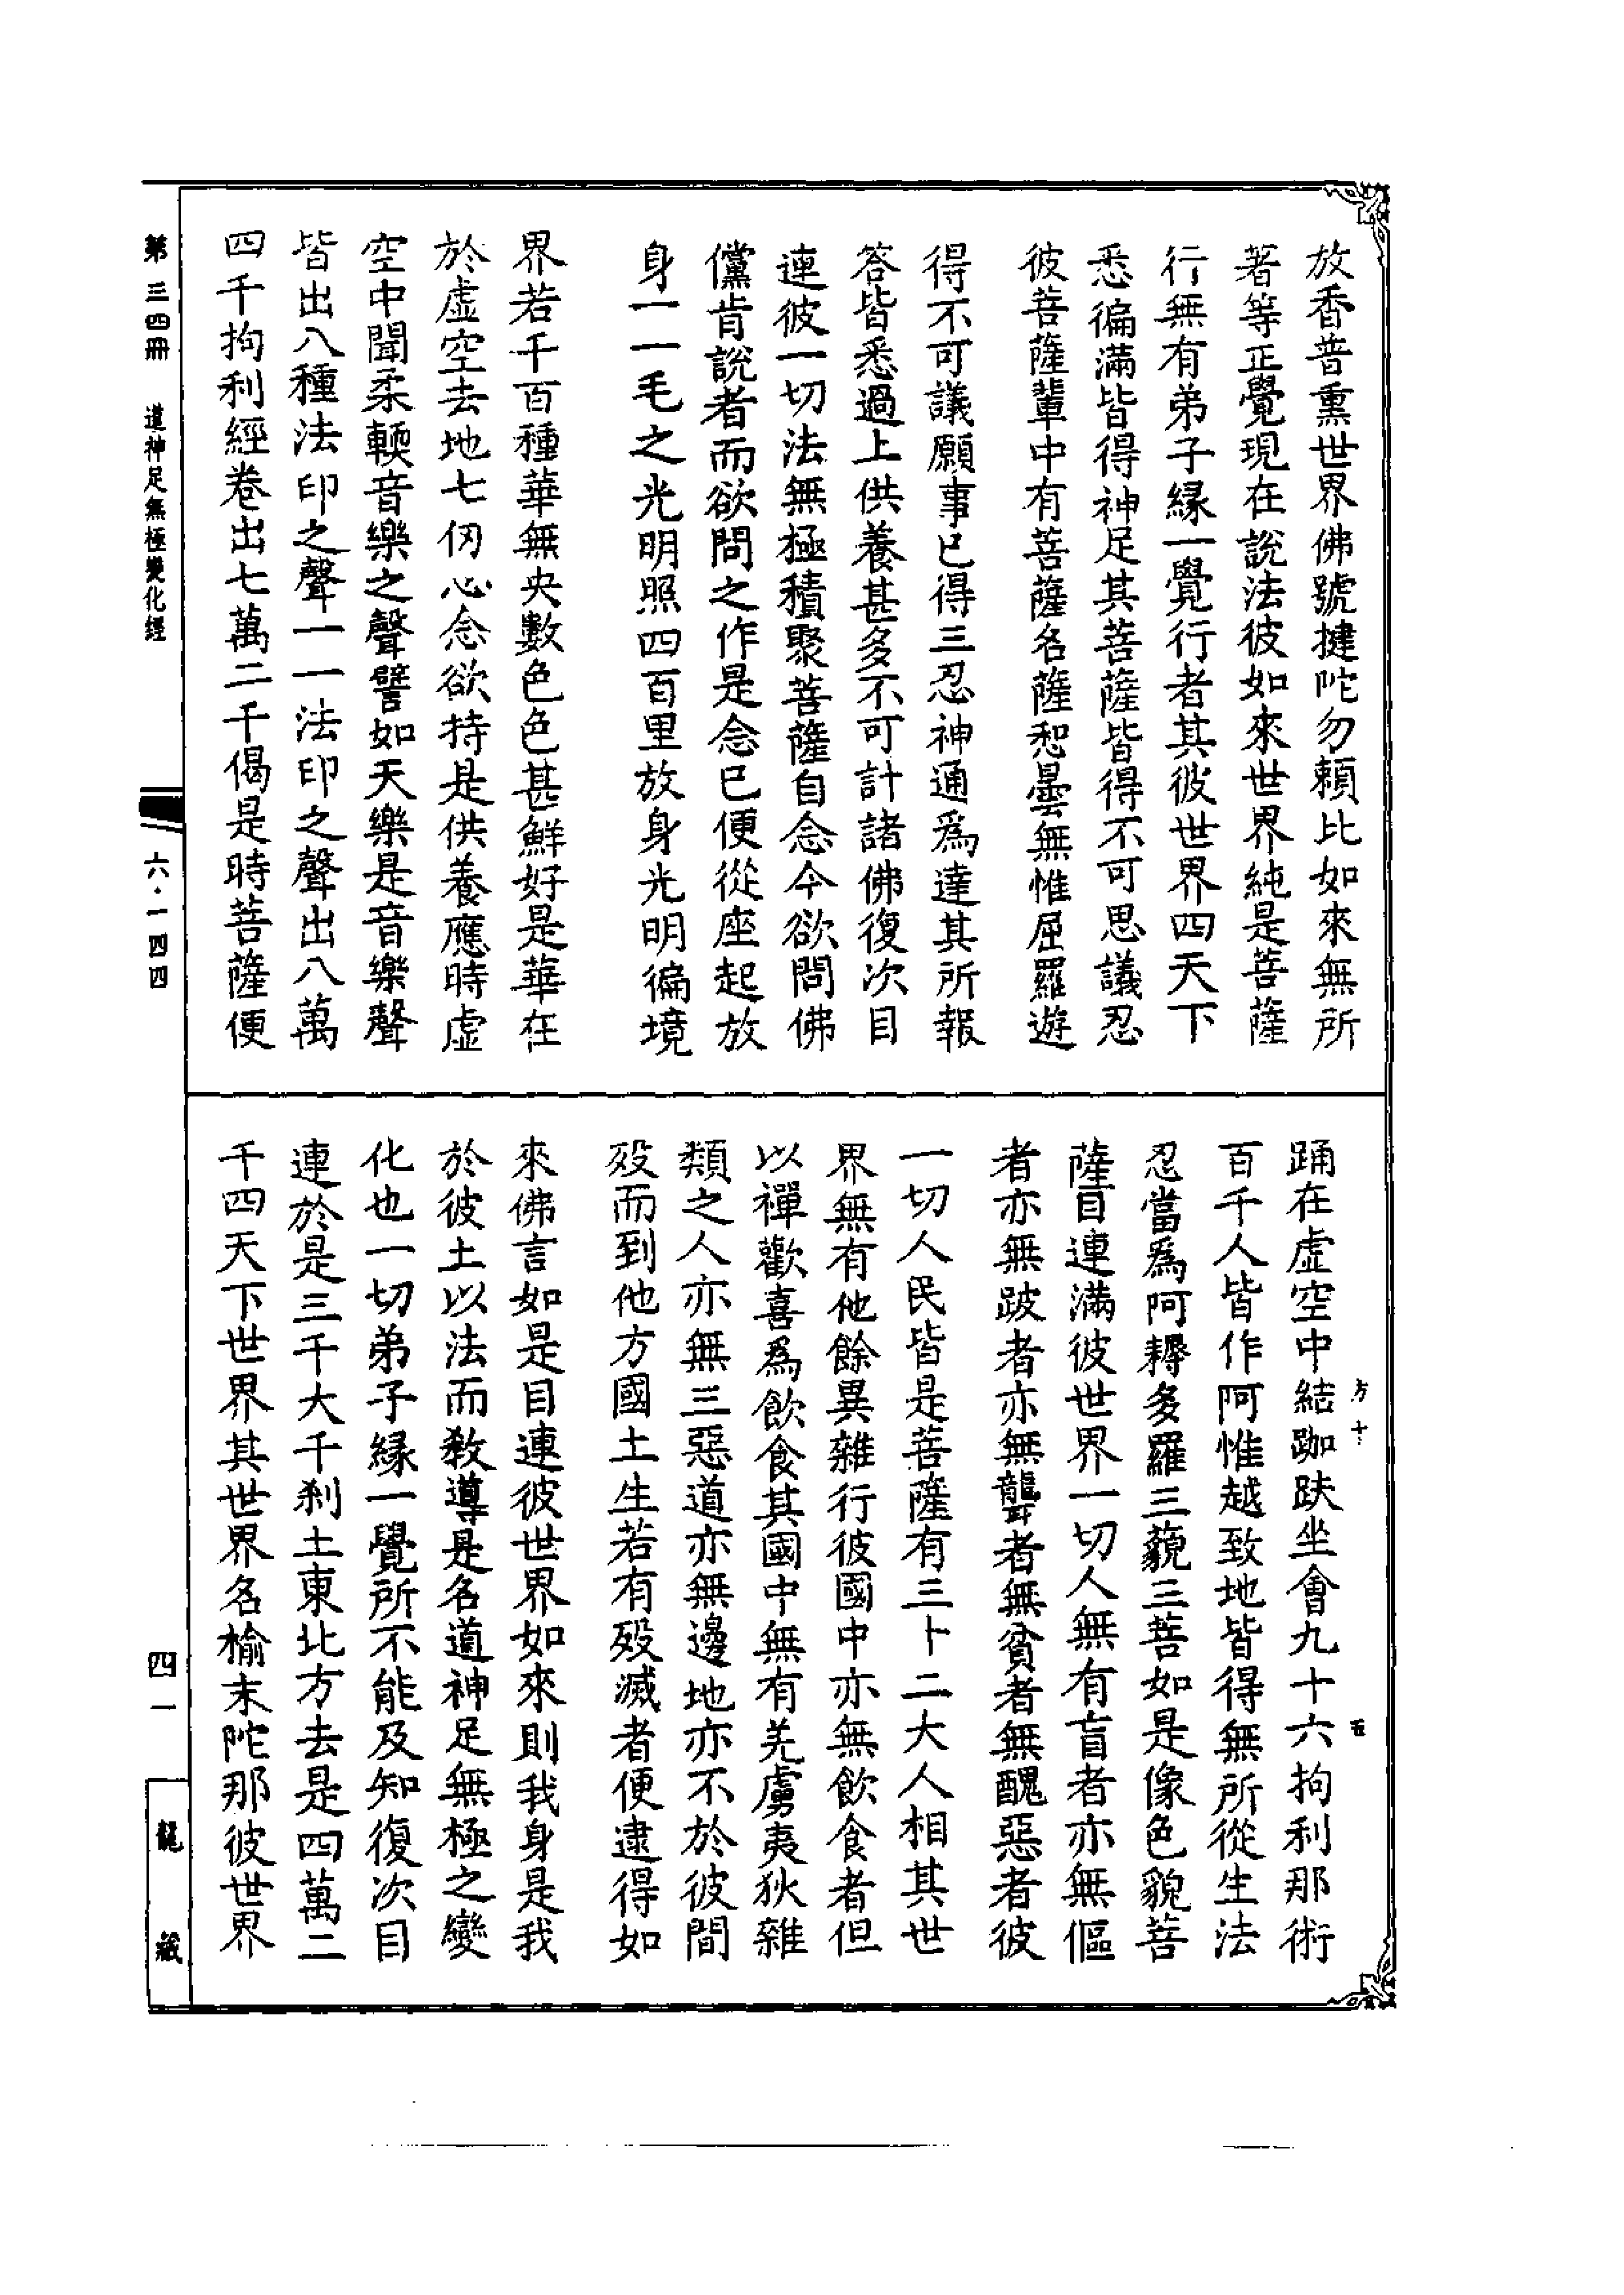 放香普熏世界佛號揵陀勿賴比如來無所
著等正覺現在說法彼如來世界純是菩薩
行無有弟子緣一覺行者其彼世界四天下
悉徧滿皆得神足其菩薩皆得不可思議忍
彼菩薩輩中有菩薩名薩惒曇無惟屈羅遊
得不可議願事已得三忍神通為達其所報
答皆悉過上供養甚多不可計諸佛復次目
連彼一切法無極積聚菩薩自念今欲問佛
儻肯說者而欲問之作是念已便從座起放
身一一毛之光明照四百里放身光明徧境
界若千百種華無央數色色甚鮮好是華在
於虛空去地七仞心念欲持是供養應時虛
空中聞柔輭音樂之聲譬如天樂是音樂聲
皆出八種法印之聲一一法印之聲出八萬
四千拘利經卷出七萬二千偈是時菩薩便
踊在虛空中結跏趺坐會九十六拘利那術
百千人皆作阿惟越致地皆得無所從生法
忍當為阿耨多羅三藐三菩如是像色貌菩
薩目連滿彼世界一切人無有盲者亦無傴
者亦無跛者亦無聾者無貧者無醜惡者彼
一切人民皆是菩薩有三十二大人相其世
界無有他餘異雜行彼國中亦無飲食者但
以禪歡喜為飲食其國中無有羌虜夷狄雜
類之人亦無三惡道亦無邊地亦不於彼間
歿而到他方國土生若有歿滅者便逮得如
來佛言如是目連彼世界如來則我身是我
於彼土以法而教導是名道神足無極之變
化也一切弟子緣一覺所不能及知復次目
連於是三千大千剎土東北方去是四萬二
千四天下世界其世界名榆末陀那彼世界
方十
五
第三四冊 道神足無極變化經
六·一四四
四一
龍藏